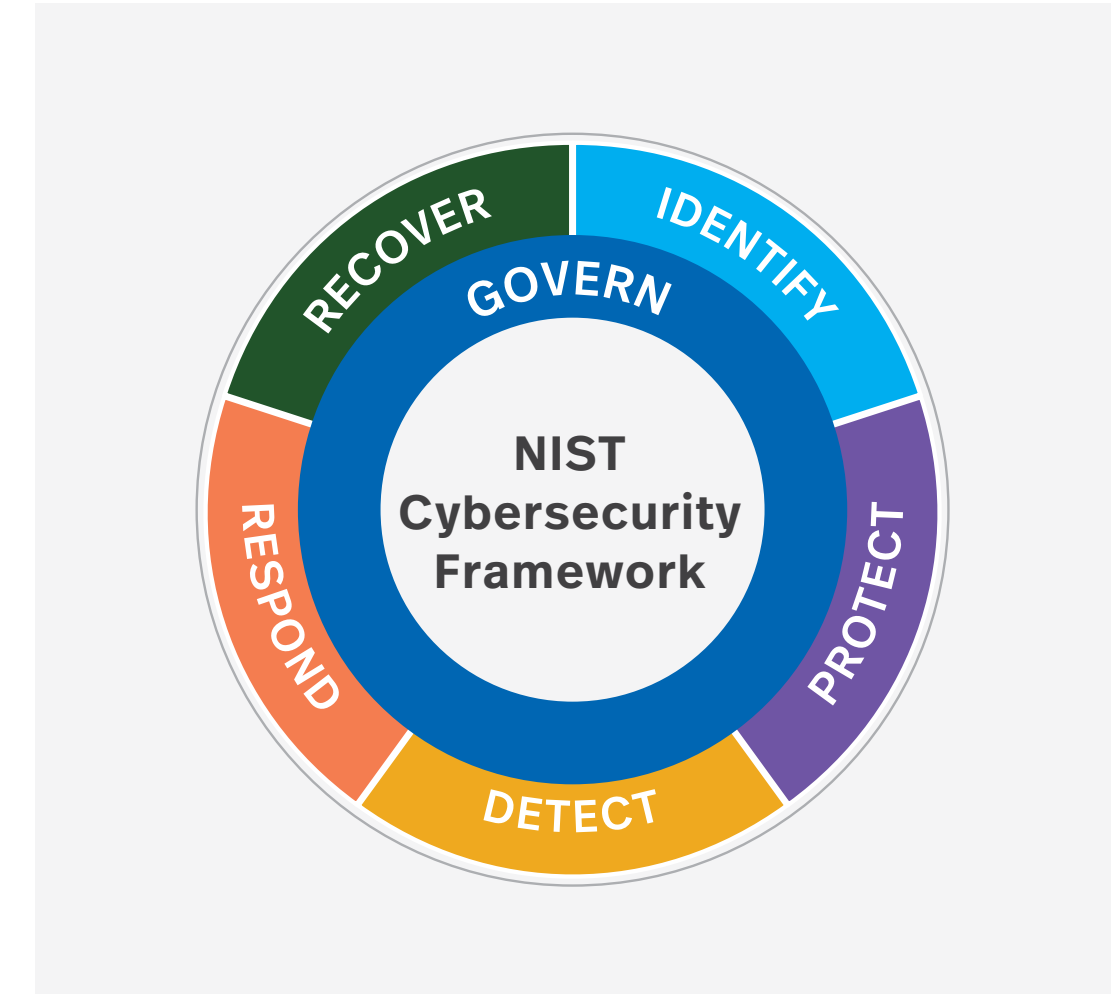 NIST
Cybersecurity
Framework
GOVERN
IDENTIFY
PROTECT
DETECT
RESPOND
RECOVER